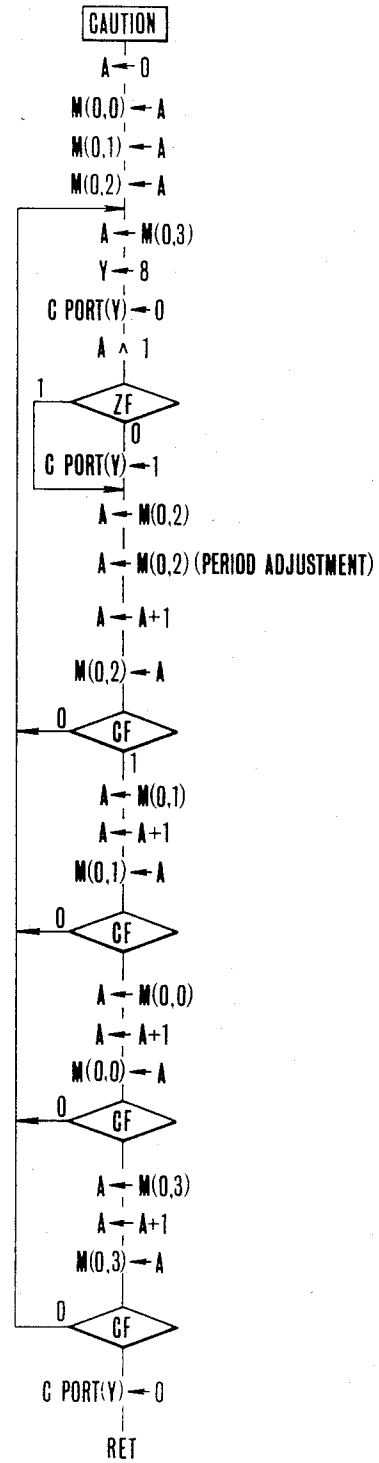 CAUTION
A ← 0
M(0,0) ← A
M(0,1) ← A
M(0,2) ← A
A ← M(0,3)
Y ← 8
C PORT(Y) ← 0
A ∧ 1
1
ZF
0
C PORT(Y) ← 1
A ← M(0,2)
A ← M(0,2) (PERIOD ADJUSTMENT)
A ← A+1
M(0,2) ← A
0
CF
1
A ← M(0,1)
A ← A+1
M(0,1) ← A
0
CF
A ← M(0,0)
A ← A+1
M(0,0) ← A
0
CF
A ← M(0,3)
A ← A+1
M(0,3) ← A
0
CF
C PORT(Y) ← 0
RET